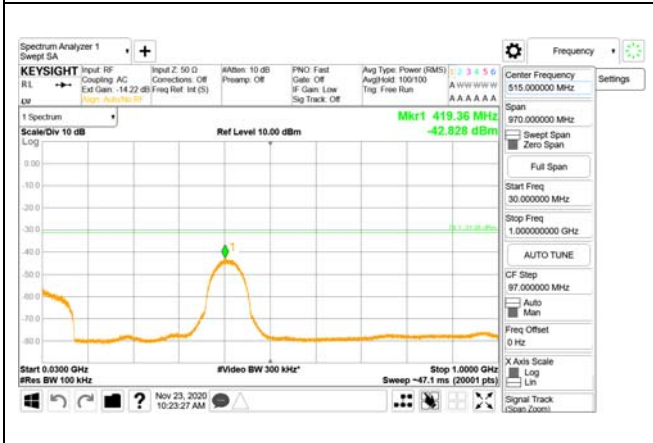 Spectrum Analyzer 1
Swept SA
+
Frequency
KEYSIGHT
RL
Input: RF
Coupling: AC
Ext Gain: -14.22 dB
Align: Auto/No RF
Input Z: 50 Ω
Corrections: Off
Freq Ref: Int (S)
#Atten: 10 dB
Preamp: Off
PNO: Fast
Gate: Off
IF Gain: Low
Sig Track: Off
Avg Type: Power (RMS)
Avg|Hold: 100/100
Trig: Free Run
1 2 3 4 5 6
A W W W W W
A A A A A A
1 Spectrum
Scale/Div 10 dB
Log
Ref Level 10.00 dBm
Mkr1 419.36 MHz
-42.828 dBm
0.00
-10.0
-20.0
-30.0
-40.0
-50.0
-60.0
-70.0
-80.0
1
Start 0.0300 GHz
#Res BW 100 kHz
#Video BW 300 kHz*
Stop 1.0000 GHz
Sweep ~47.1 ms (20001 pts)
Nov 23, 2020
10:23:27 AM
?
Center Frequency
515.000000 MHz
Settings
Span
970.000000 MHz
Swept Span
Zero Span
Full Span
Start Freq
30.000000 MHz
Stop Freq
1.000000000 GHz
AUTO TUNE
CF Step
97.000000 MHz
Auto
Man
Freq Offset
0 Hz
X Axis Scale
Log
Lin
Signal Track
(Span Zoom)